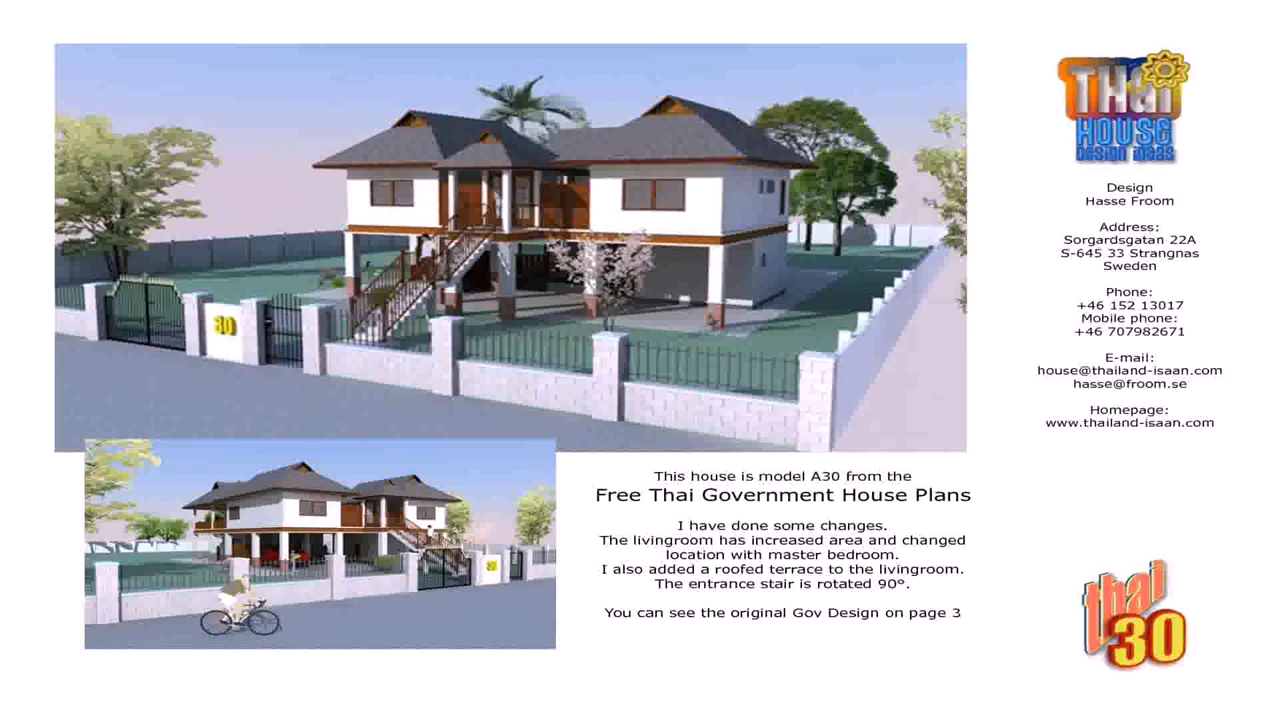 THai
HOUSE
Design ideas
Design
Hasse Froom
Address:
Sorgardsgatan 22A
S-645 33 Strangnas
Sweden
Phone:
+46 152 13017
Mobile phone:
+46 707982671
E-mail:
house@thailand-isaan.com
hasse@froom.se
Homepage:
www.thailand-isaan.com
30
30
This house is model A30 from the
Free Thai Government House Plans
I have done some changes.
The livingroom has increased area and changed
location with master bedroom.
I also added a roofed terrace to the livingroom.
The entrance stair is rotated 90°.
You can see the original Gov Design on page 3
thai
30